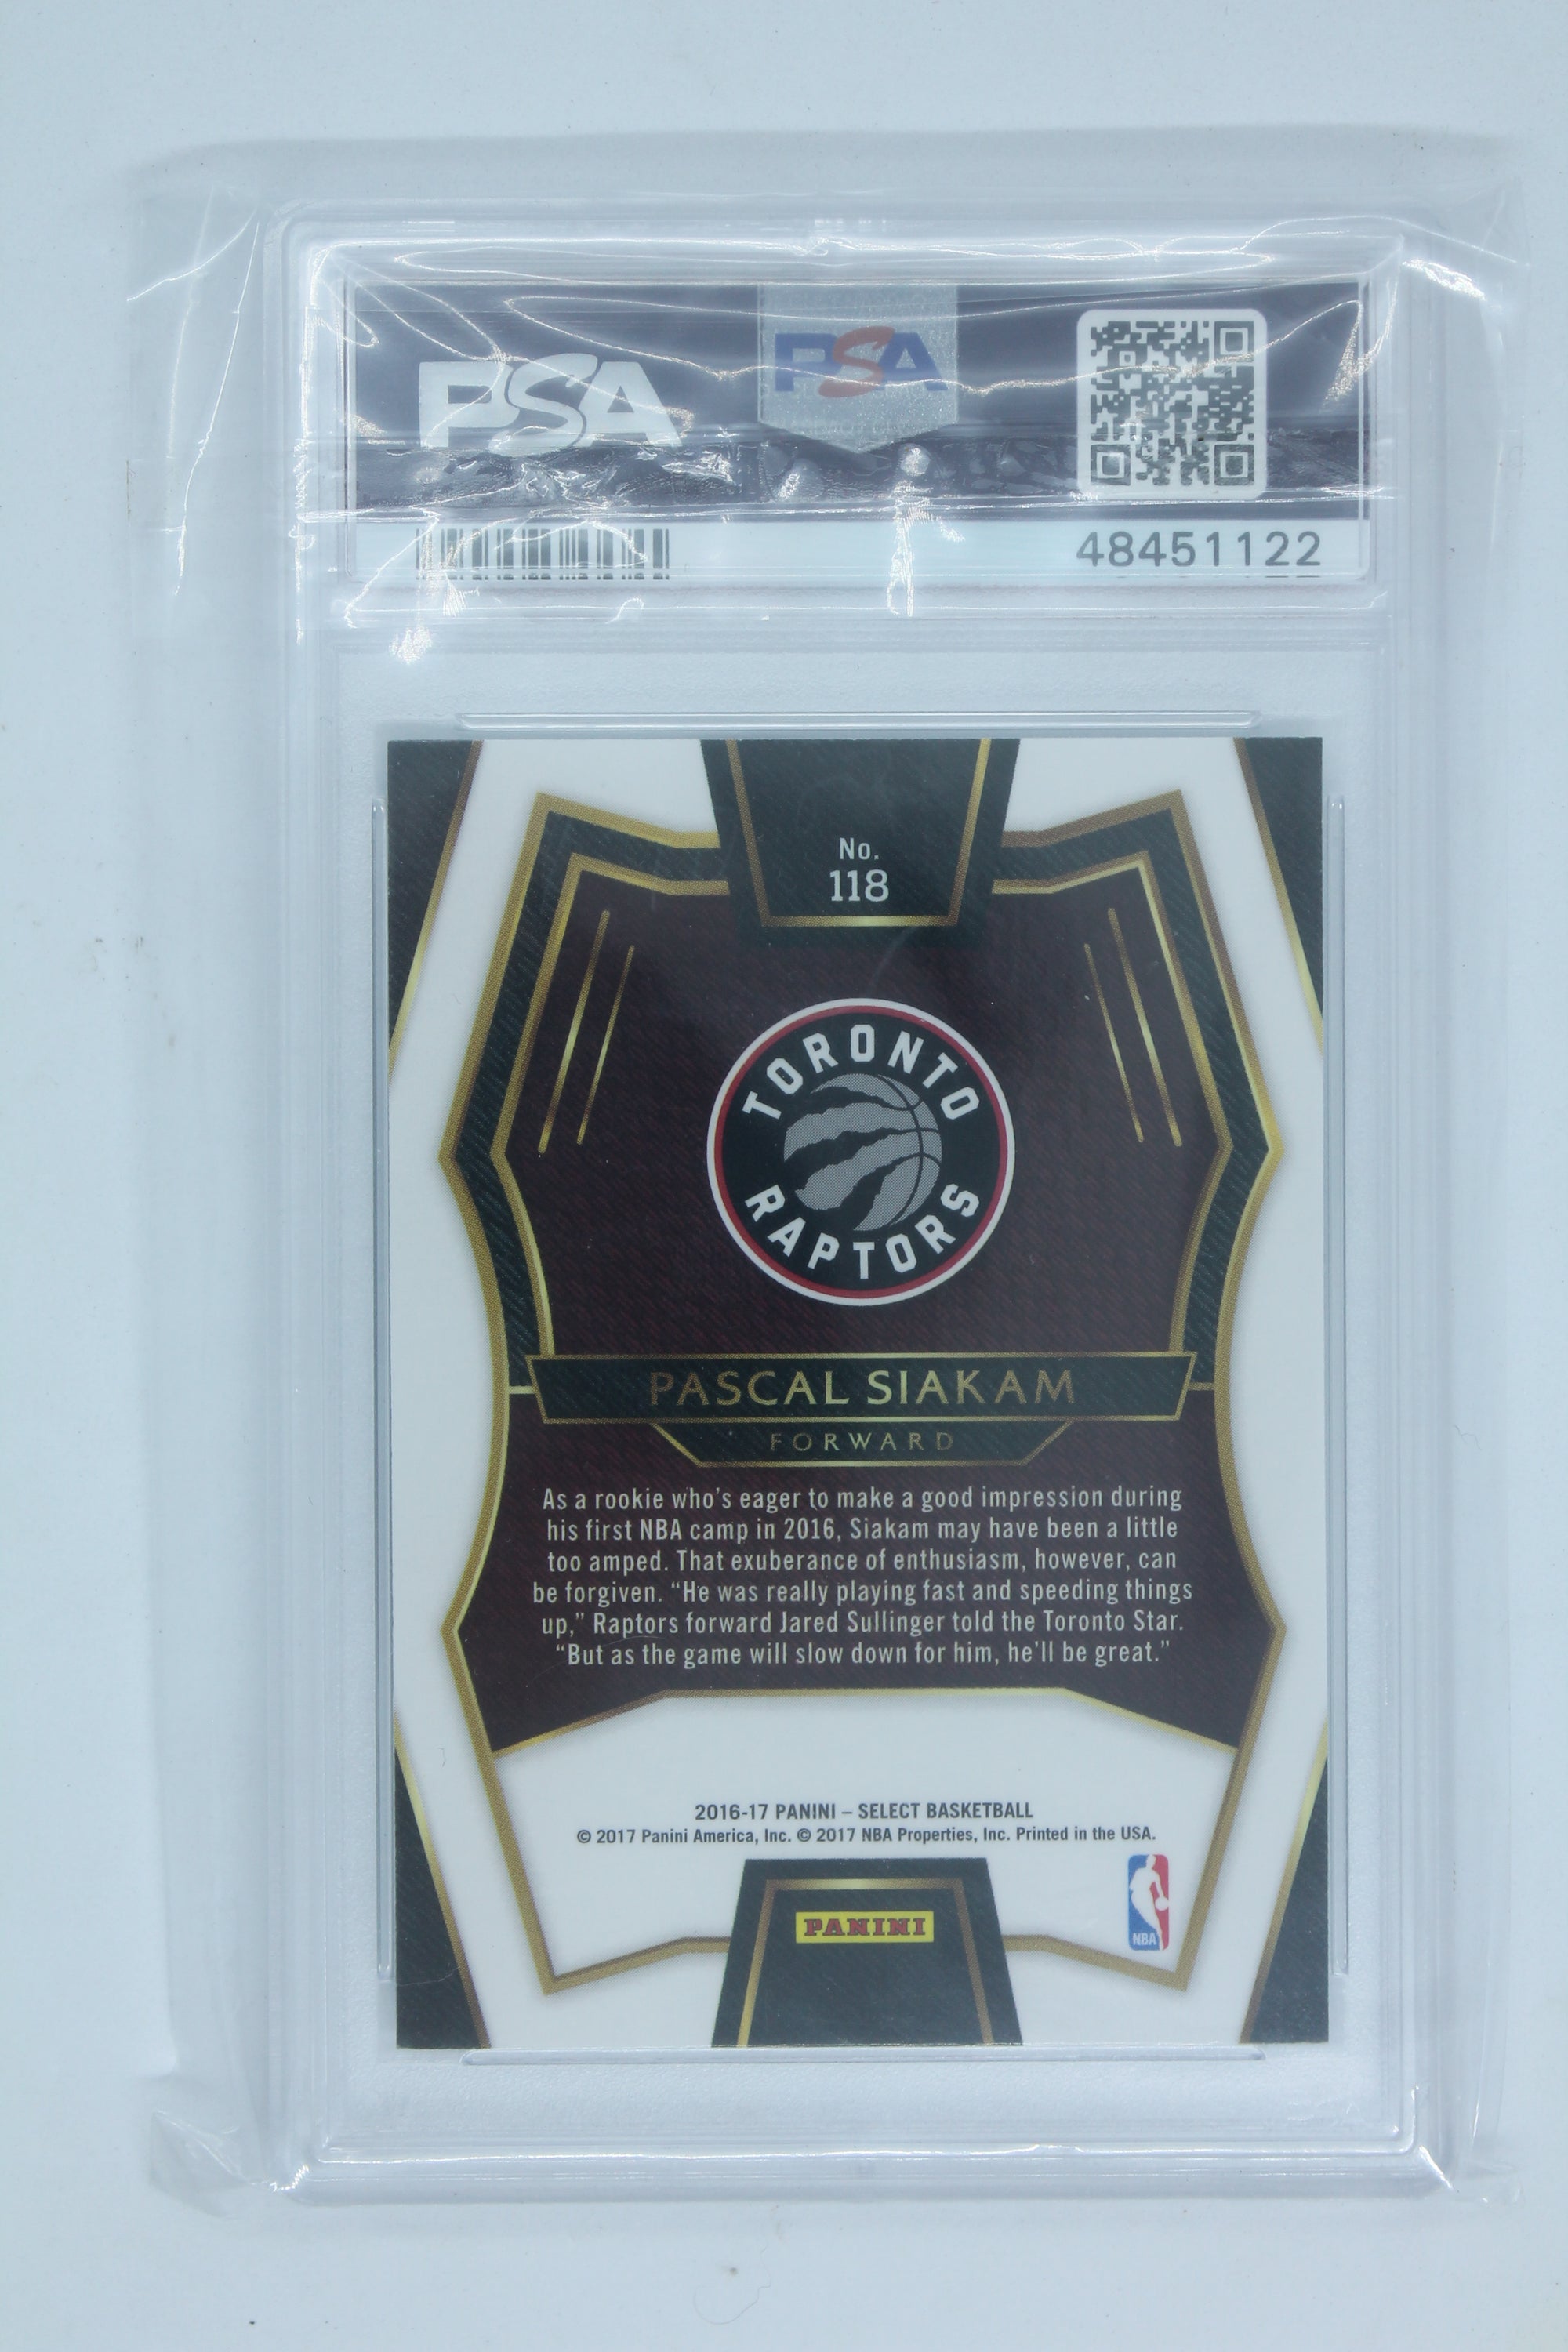 PSA
PSA
48451122
No.
118
TORONTO
RAPTORS
PASCAL SIAKAM
FORWARD
As a rookie who's eager to make a good impression during
his first NBA camp in 2016, Siakam may have been a little
too amped. That exuberance of enthusiasm, however, can
be forgiven. “He was really playing fast and speeding things
up,” Raptors forward Jared Sullinger told the Toronto Star.
“But as the game will slow down for him, he'll be great.”
2016-17 PANINI – SELECT BASKETBALL
© 2017 Panini America, Inc. © 2017 NBA Properties, Inc. Printed in the USA.
PANINI
NBA